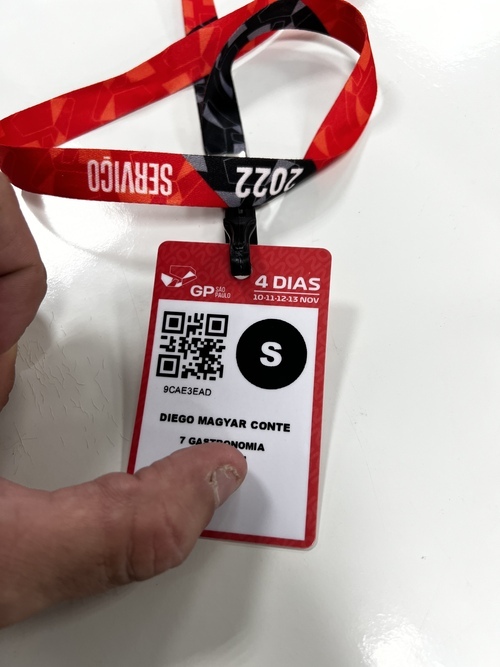 SERVIÇO
2022
GP SÃO
PAULO
4 DIAS
10-11-12-13 NOV
S
9CAE3EAD
DIEGO MAGYAR CONTE
7 GASTRONOMIA